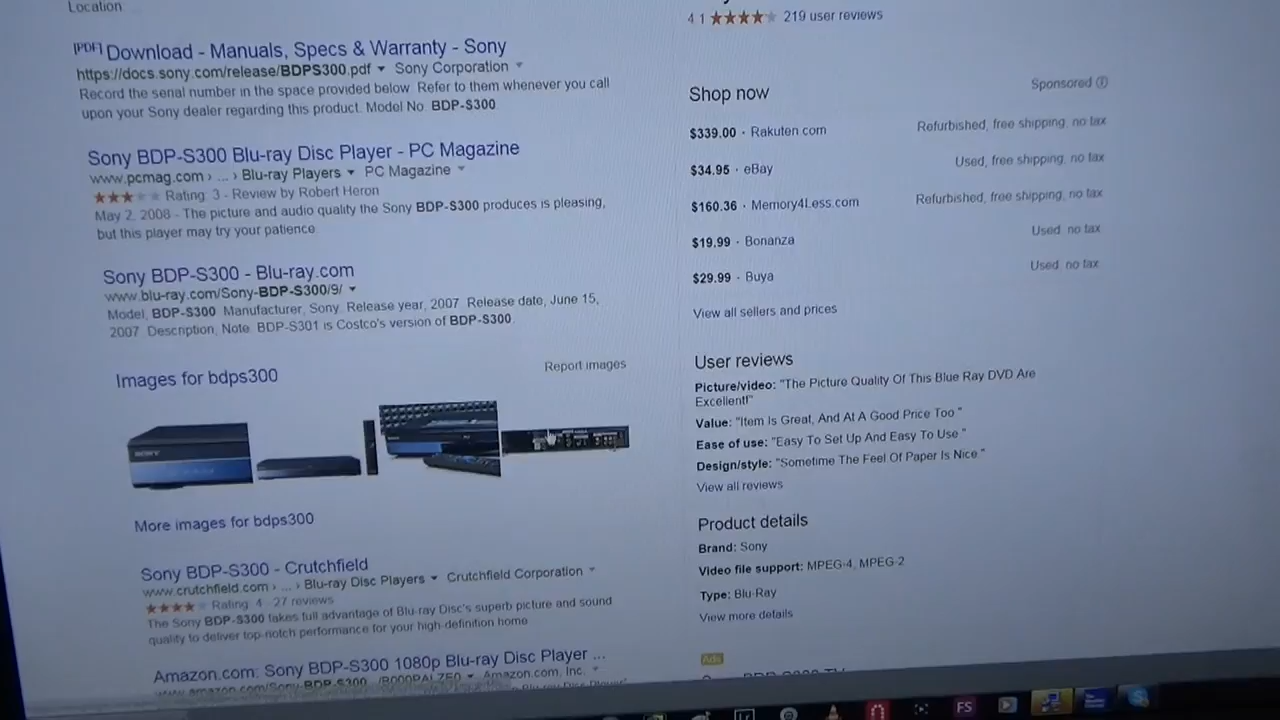 Location
[PDF] Download - Manuals, Specs & Warranty - Sony
https://docs.sony.com/release/BDPS300.pdf ▼ Sony Corporation ▼
Record the serial number in the space provided below. Refer to them whenever you call
upon your Sony dealer regarding this product. Model No. BDP-S300
Sony BDP-S300 Blu-ray Disc Player - PC Magazine
www.pcmag.com › ... › Blu-ray Players ▼ PC Magazine ▼
Rating: 3 - Review by Robert Heron
May 2, 2008 - The picture and audio quality the Sony BDP-S300 produces is pleasing,
but this player may try your patience.
Sony BDP-S300 - Blu-ray.com
www.blu-ray.com/Sony-BDP-S300/9/ ▼
Model, BDP-S300. Manufacturer, Sony. Release year, 2007. Release date, June 15,
2007. Description, Note. BDP-S301 is Costco's version of BDP-S300.
Images for bdps300
Report images
SONY
More images for bdps300
Sony BDP-S300 - Crutchfield
www.crutchfield.com › ... › Blu-ray Disc Players ▼ Crutchfield Corporation ▼
Rating: 4 - 27 reviews
The Sony BDP-S300 takes full advantage of Blu-ray Disc's superb picture and sound
quality to deliver top-notch performance for your high-definition home
Amazon.com: Sony BDP-S300 1080p Blu-ray Disc Player ...
4.1 219 user reviews
Shop now
Sponsored
$339.00 · Rakuten.com Refurbished, free shipping, no tax
$34.95 · eBay Used, free shipping, no tax
$160.36 · Memory4Less.com Refurbished, free shipping, no tax
$19.99 · Bonanza Used, no tax
$29.99 · Buya Used, no tax
View all sellers and prices
User reviews
Picture/video: "The Picture Quality Of This Blue Ray DVD Are
Excellent!"
Value: "Item Is Great, And At A Good Price Too."
Ease of use: "Easy To Set Up And Easy To Use."
Design/style: "Sometime The Feel Of Paper Is Nice."
View all reviews
Product details
Brand: Sony
Video file support: MPEG-4, MPEG-2
Type: Blu-Ray
View more details
Ads
FS